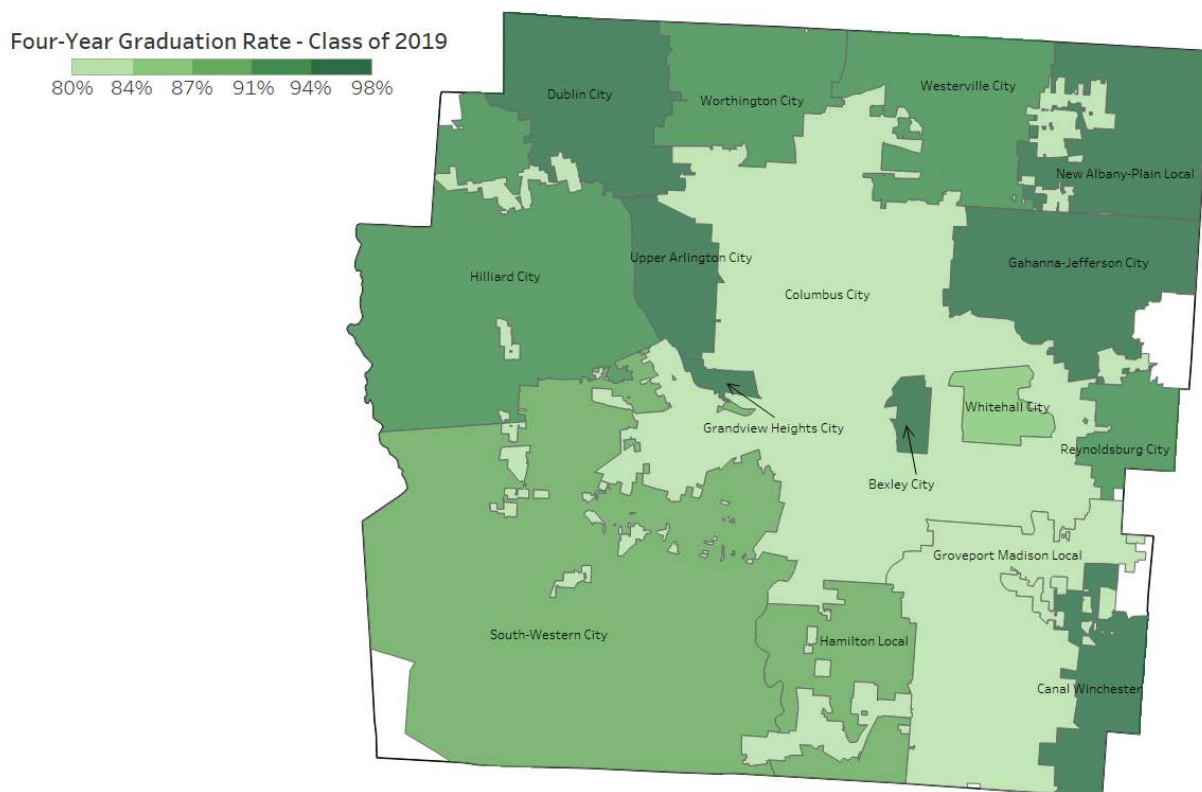 Four-Year Graduation Rate - Class of 2019
80% 84% 87% 91% 94% 98%
Dublin City
Worthington City
Westerville City
New Albany-Plain Local
Upper Arlington City
Gahanna-Jefferson City
Hilliard City
Columbus City
Whitehall City
Grandview Heights City
Reynoldsburg City
Bexley City
Groveport Madison Local
South-Western City
Hamilton Local
Canal Winchester